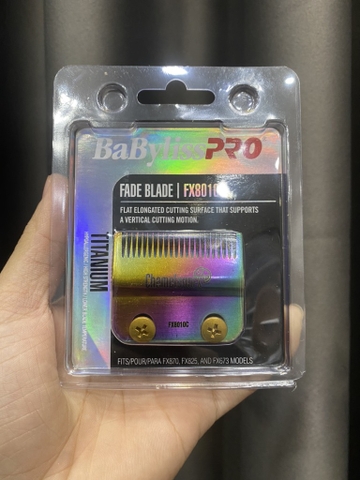 BaBylissPRO
FADE BLADE | FX8010C
FLAT ELONGATED CUTTING SURFACE THAT SUPPORTS
A VERTICAL CUTTING MOTION.
TITANIUM
FX8010C
FITS/POUR/PARA FX870, FX825, AND FX673 MODELS